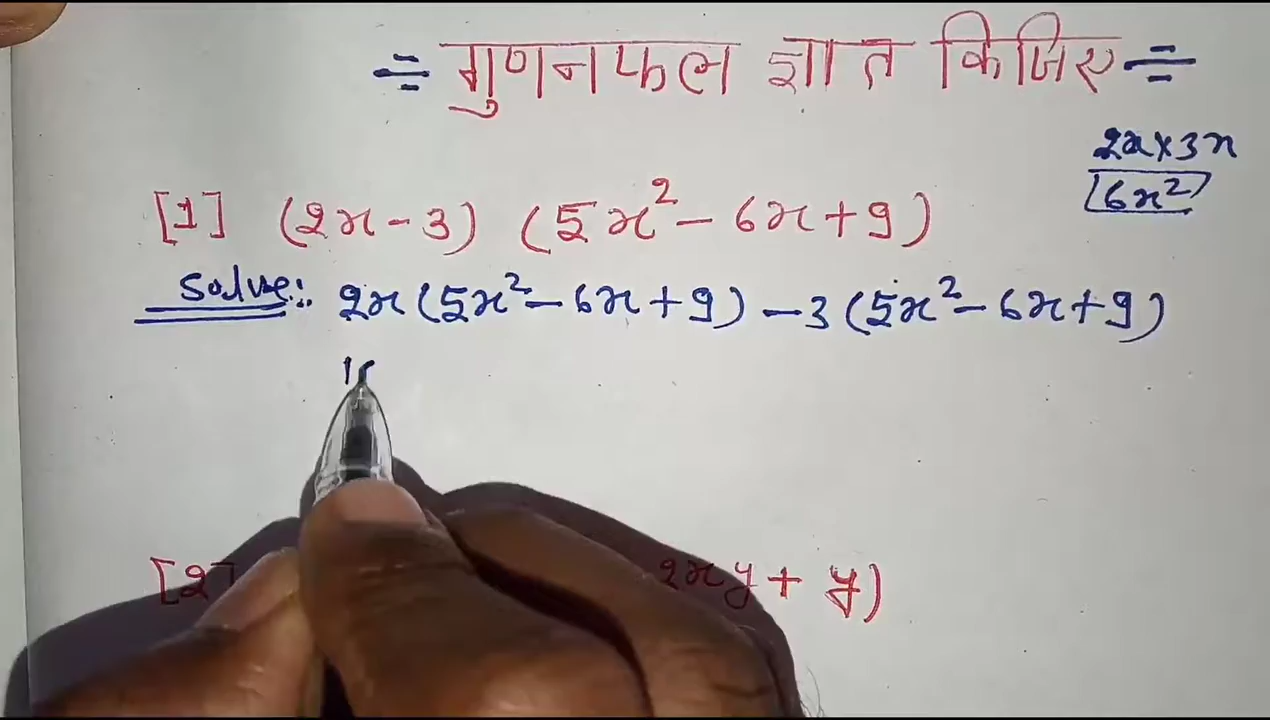 ÷ गुणनफल ज्ञात किजिए ÷
2x×3x
6x²
[1] (2x-3) (5x²-6x+9)
Solve:. 2x(5x²-6x+9)-3(5x²-6x+9)
[2] 2xy+y)